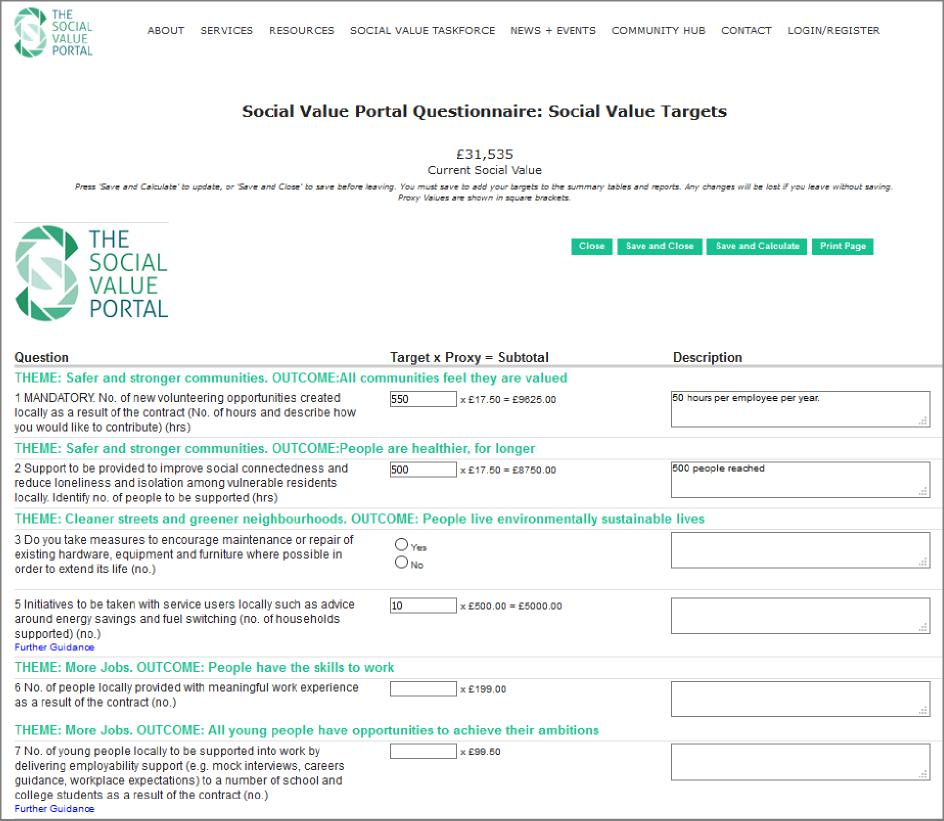 THE
SOCIAL
VALUE
PORTAL
ABOUT SERVICES RESOURCES SOCIAL VALUE TASKFORCE NEWS + EVENTS COMMUNITY HUB CONTACT LOGIN/REGISTER
Social Value Portal Questionnaire: Social Value Targets
£31,535
Current Social Value
Press 'Save and Calculate' to update, or 'Save and Close' to save before leaving. You must save to add your targets to the summary tables and reports. Any changes will be lost if you leave without saving.
Proxy Values are shown in square brackets.
THE
SOCIAL
VALUE
PORTAL
Close Save and Close Save and Calculate Print Page
Question Target x Proxy = Subtotal Description
THEME: Safer and stronger communities. OUTCOME:All communities feel they are valued
1 MANDATORY. No. of new volunteering opportunities created 550 x £17.50 = £9625.00 50 hours per employee per year.
locally as a result of the contract (No. of hours and describe how
you would like to contribute) (hrs)
THEME: Safer and stronger communities. OUTCOME:People are healthier, for longer
2 Support to be provided to improve social connectedness and 500 x £17.50 = £8750.00 500 people reached
reduce loneliness and isolation among vulnerable residents
locally. Identify no. of people to be supported (hrs)
THEME: Cleaner streets and greener neighbourhoods. OUTCOME: People live environmentally sustainable lives
3 Do you take measures to encourage maintenance or repair of Yes
existing hardware, equipment and furniture where possible in No
order to extend its life (no.)
5 Initiatives to be taken with service users locally such as advice 10 x £500.00 = £5000.00
around energy savings and fuel switching (no. of households
supported) (no.)
Further Guidance
THEME: More Jobs. OUTCOME: People have the skills to work
6 No. of people locally provided with meaningful work experience x £199.00
as a result of the contract (no.)
THEME: More Jobs. OUTCOME: All young people have opportunities to achieve their ambitions
7 No. of young people locally to be supported into work by x £99.50
delivering employability support (e.g. mock interviews, careers
guidance, workplace expectations) to a number of school and
college students as a result of the contract (no.)
Further Guidance